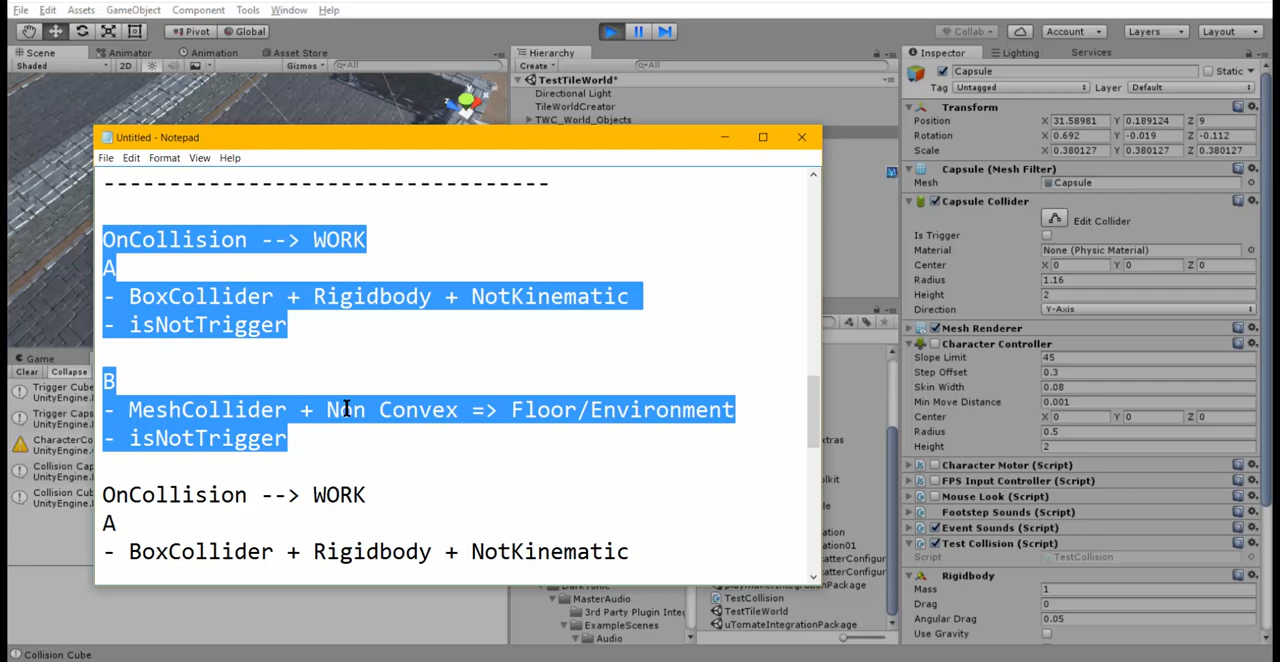 File Edit Assets GameObject Component Tools Window Help
Pivot Global Collab Account Layers Layout
Scene Animator Animation Asset Store
Shaded 2D Gizmos All
Hierarchy
Create All
TestTileWorld*
Directional Light
TileWorldCreator
TWC_World_Objects
Untitled - Notepad
File Edit Format View Help
----------------------------------
OnCollision --> WORK
A
- BoxCollider + Rigidbody + NotKinematic
- isNotTrigger
B
- MeshCollider + Non Convex => Floor/Environment
- isNotTrigger
OnCollision --> WORK
A
- BoxCollider + Rigidbody + NotKinematic
Game
Clear Collapse
Trigger Cube
UnityEngine.
Trigger Caps
UnityEngine.
CharacterCo
UnityEngine.
Collision Cap
UnityEngine.
Collision Cub
UnityEngine.
Collision Cube
MasterAudio
3rd Party Plugin Inte
ExampleScenes
Audio
TestCollision
TestTileWorld
uTomateIntegrationPackage
Inspector Lighting Services
Capsule Static
Tag Untagged Layer Default
Transform
Position X 31.58981 Y 0.189124 Z 9
Rotation X 0.692 Y -0.019 Z -0.112
Scale X 0.380127 Y 0.380127 Z 0.380127
Capsule (Mesh Filter)
Mesh Capsule
Capsule Collider
Edit Collider
Is Trigger
Material None (Physic Material)
Center X 0 Y 0 Z 0
Radius 1.16
Height 2
Direction Y-Axis
Mesh Renderer
Character Controller
Slope Limit 45
Step Offset 0.3
Skin Width 0.08
Min Move Distance 0.001
Center X 0 Y 0 Z 0
Radius 0.5
Height 2
Character Motor (Script)
FPS Input Controller (Script)
Mouse Look (Script)
Footstep Sounds (Script)
Event Sounds (Script)
Test Collision (Script)
Script TestCollision
Rigidbody
Mass 1
Drag 0
Angular Drag 0.05
Use Gravity